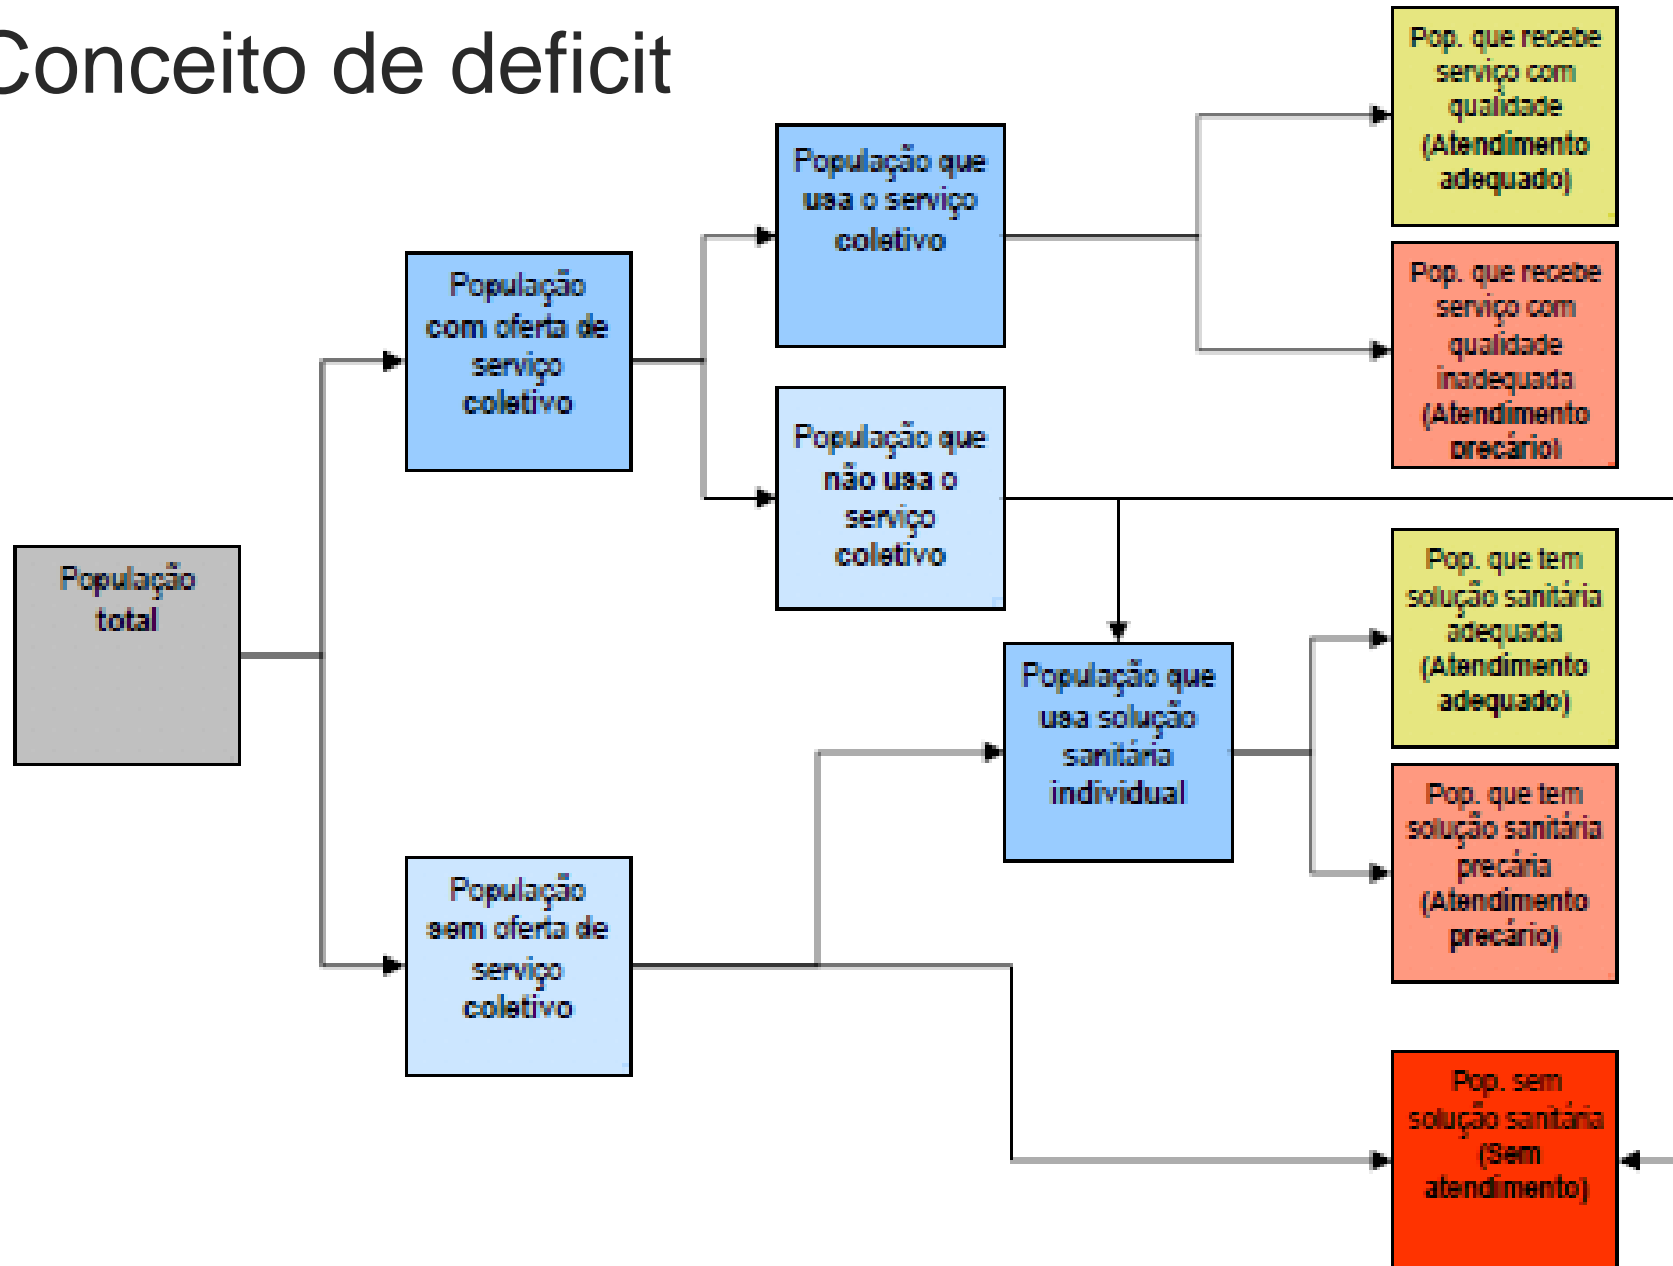 Conceito de deficit
Pop. que recebe
serviço com
qualidade
(Atendimento
adequado)
População que
usa o serviço
coletivo
Pop. que recebe
serviço com
qualidade
inadequada
(Atendimento
precário)
População
com oferta de
serviço
coletivo
População que
não usa o
serviço
coletivo
População
total
Pop. que tem
solução sanitária
adequada
(Atendimento
adequado)
População que
usa solução
sanitária
individual
Pop. que tem
solução sanitária
precária
(Atendimento
precário)
População
sem oferta de
serviço
coletivo
Pop. sem
solução sanitária
(Sem
atendimento)